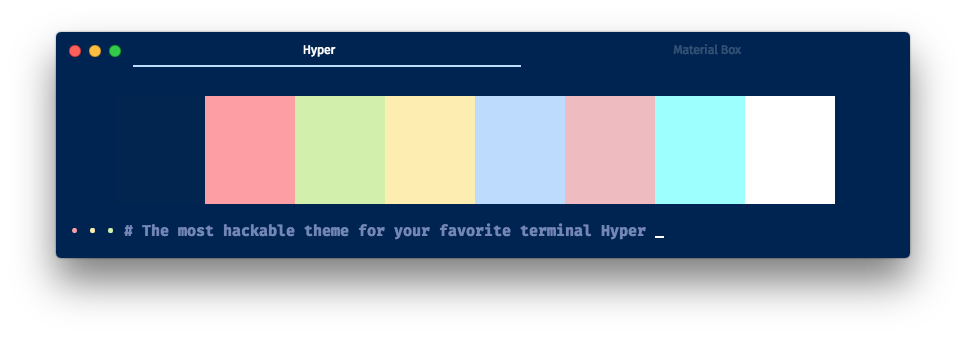 Hyper
Material Box
# The most hackable theme for your favorite terminal Hyper _